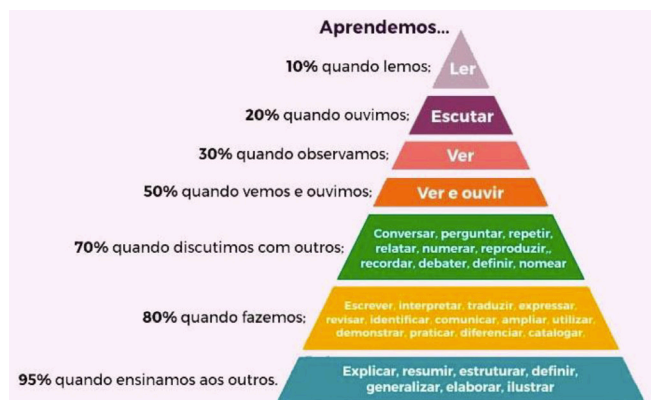 Aprendemos...
10% quando lemos;
Ler
20% quando ouvimos;
Escutar
30% quando observamos;
Ver
50% quando vemos e ouvimos;
Ver e ouvir
70% quando discutimos com outros;
Conversar, perguntar, repetir,
relatar, numerar, reproduzir,,
recordar, debater, definir, nomear
80% quando fazemos;
Escrever, interpretar, traduzir, expressar,
revisar, identificar, comunicar, ampliar, utilizar,
demonstrar, praticar, diferenciar, catalogar.
95% quando ensinamos aos outros.
Explicar, resumir, estruturar, definir,
generalizar, elaborar, ilustrar